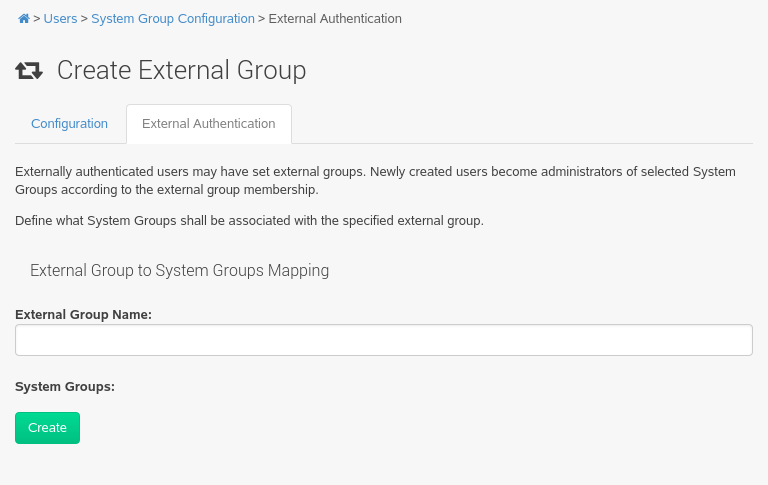 > Users > System Group Configuration > External Authentication
Create External Group
Configuration External Authentication
Externally authenticated users may have set external groups. Newly created users become administrators of selected System
Groups according to the external group membership.
Define what System Groups shall be associated with the specified external group.
External Group to System Groups Mapping
External Group Name:
System Groups:
Create